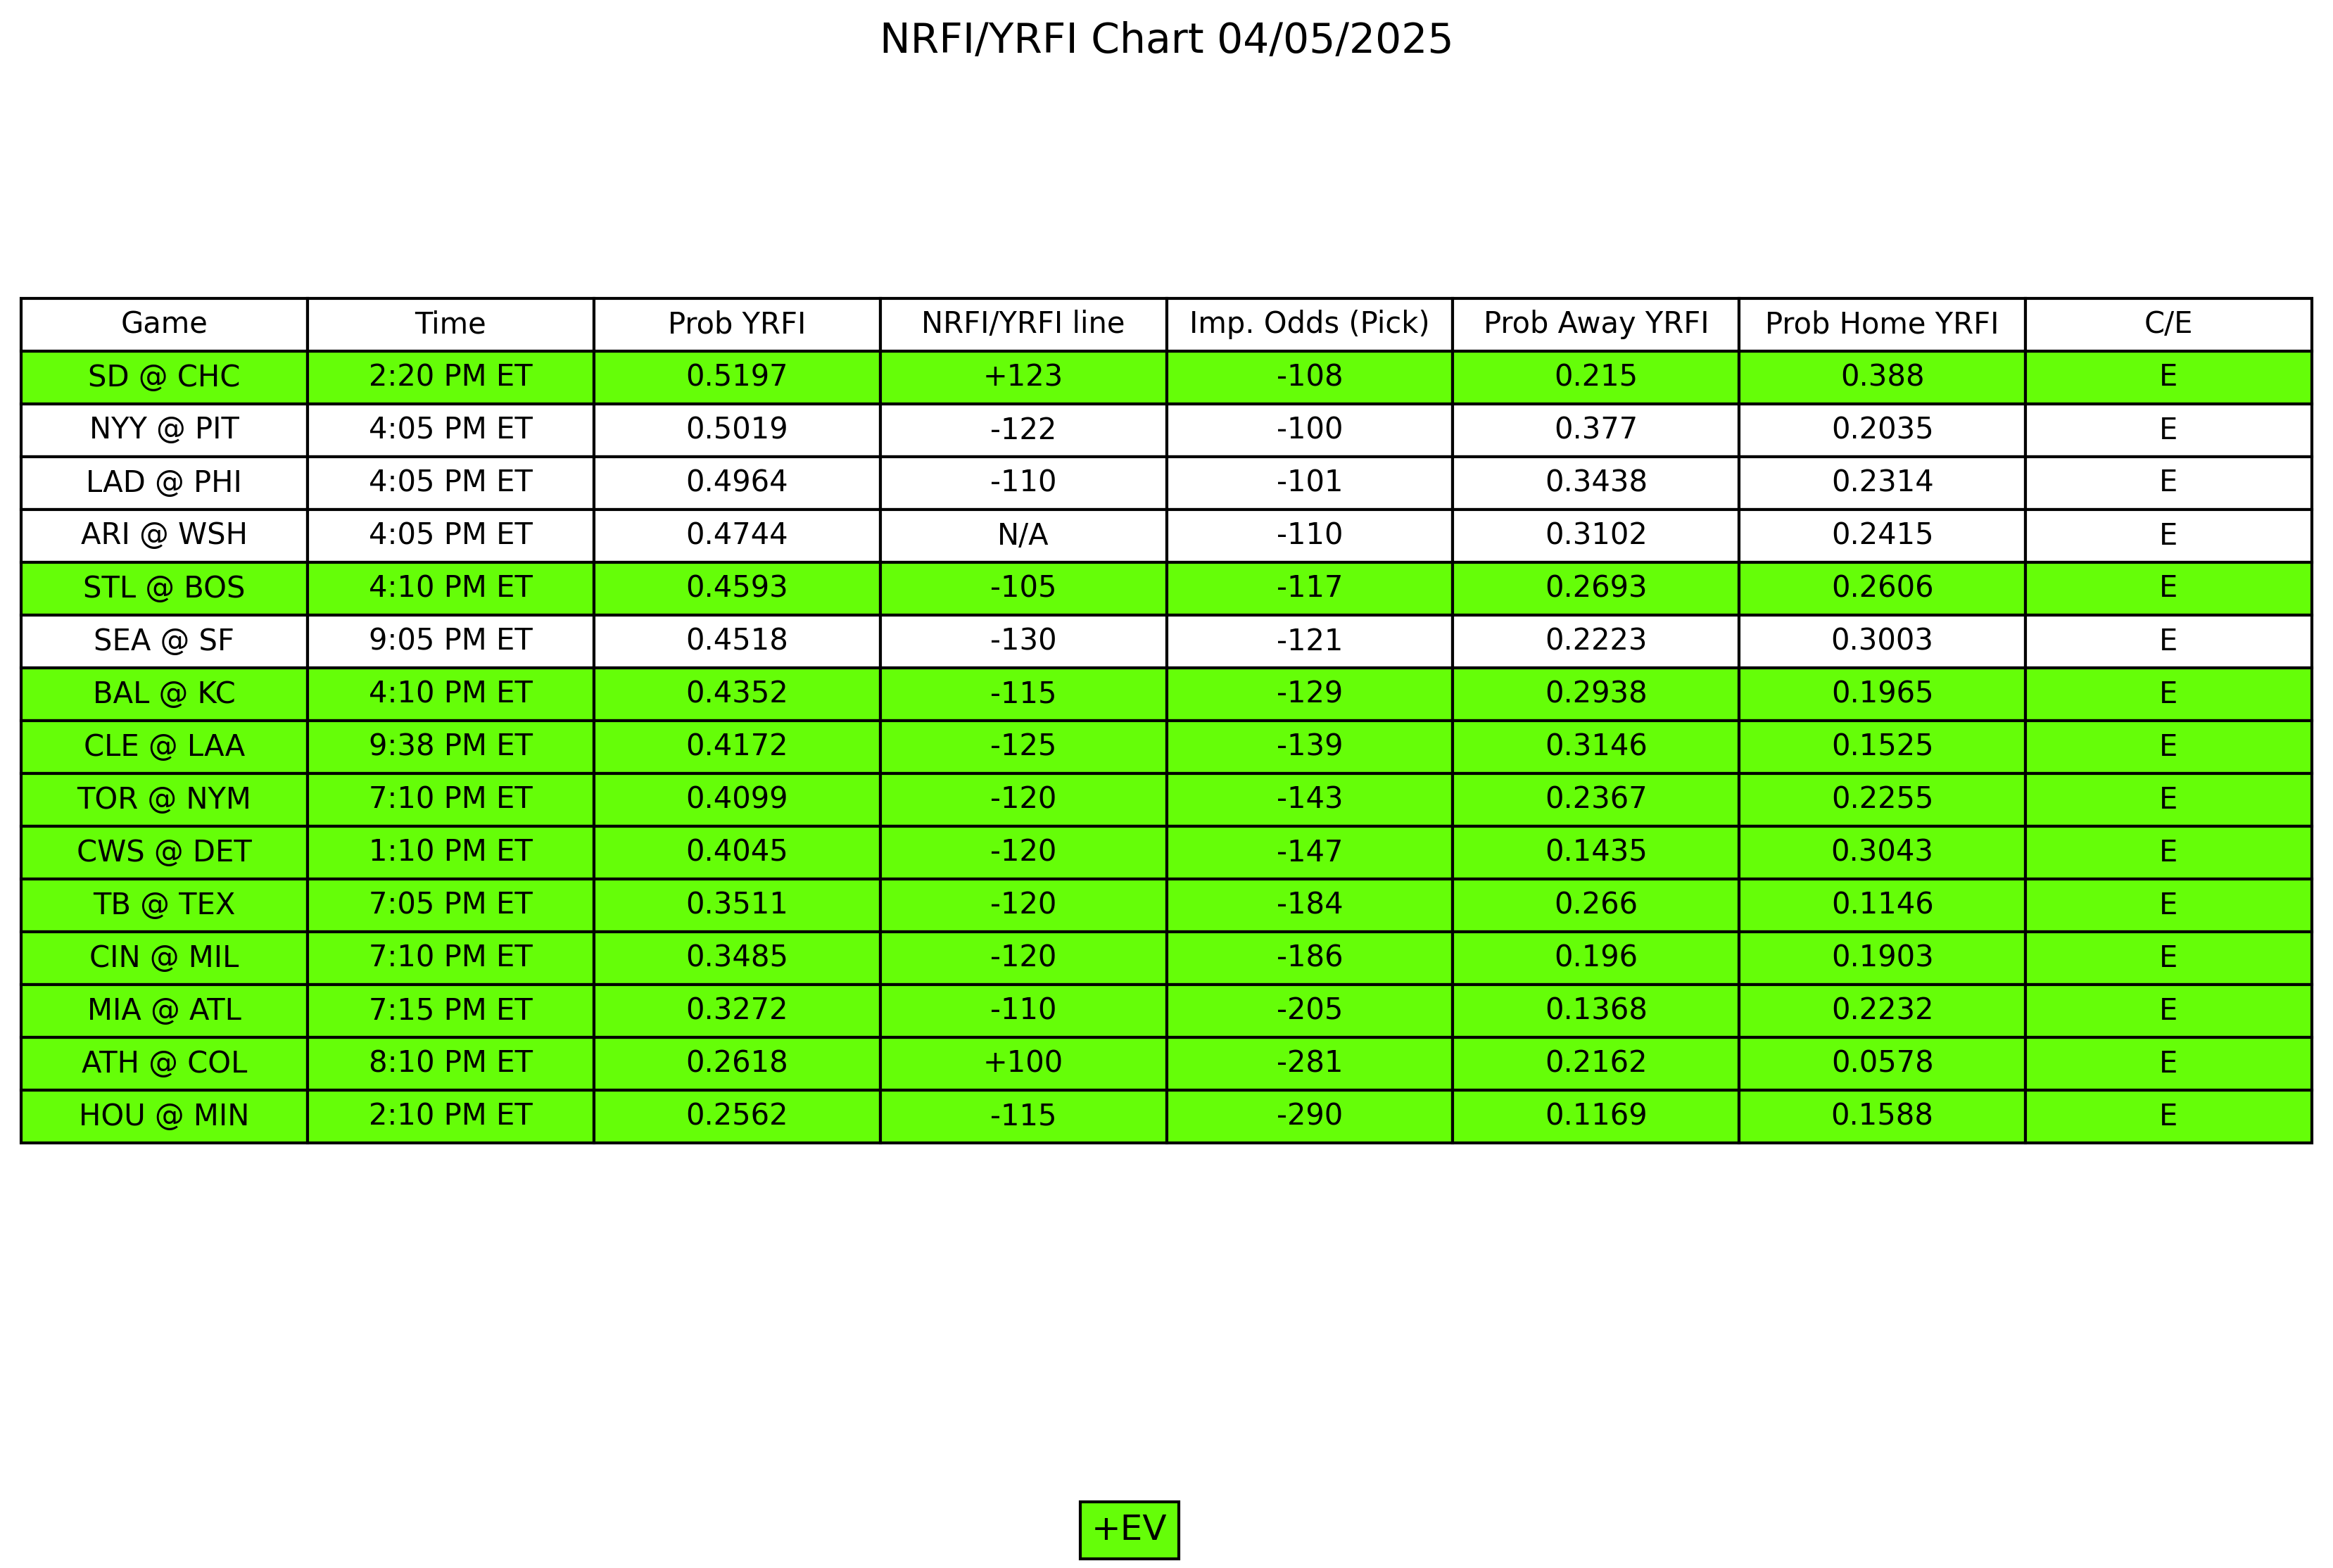 NRFI/YRFI Chart 04/05/2025
Game Time Prob YRFI NRFI/YRFI line Imp. Odds (Pick) Prob Away YRFI Prob Home YRFI C/E
SD @ CHC 2:20 PM ET 0.5197 +123 -108 0.215 0.388 E
NYY @ PIT 4:05 PM ET 0.5019 -122 -100 0.377 0.2035 E
LAD @ PHI 4:05 PM ET 0.4964 -110 -101 0.3438 0.2314 E
ARI @ WSH 4:05 PM ET 0.4744 N/A -110 0.3102 0.2415 E
STL @ BOS 4:10 PM ET 0.4593 -105 -117 0.2693 0.2606 E
SEA @ SF 9:05 PM ET 0.4518 -130 -121 0.2223 0.3003 E
BAL @ KC 4:10 PM ET 0.4352 -115 -129 0.2938 0.1965 E
CLE @ LAA 9:38 PM ET 0.4172 -125 -139 0.3146 0.1525 E
TOR @ NYM 7:10 PM ET 0.4099 -120 -143 0.2367 0.2255 E
CWS @ DET 1:10 PM ET 0.4045 -120 -147 0.1435 0.3043 E
TB @ TEX 7:05 PM ET 0.3511 -120 -184 0.266 0.1146 E
CIN @ MIL 7:10 PM ET 0.3485 -120 -186 0.196 0.1903 E
MIA @ ATL 7:15 PM ET 0.3272 -110 -205 0.1368 0.2232 E
ATH @ COL 8:10 PM ET 0.2618 +100 -281 0.2162 0.0578 E
HOU @ MIN 2:10 PM ET 0.2562 -115 -290 0.1169 0.1588 E
+EV